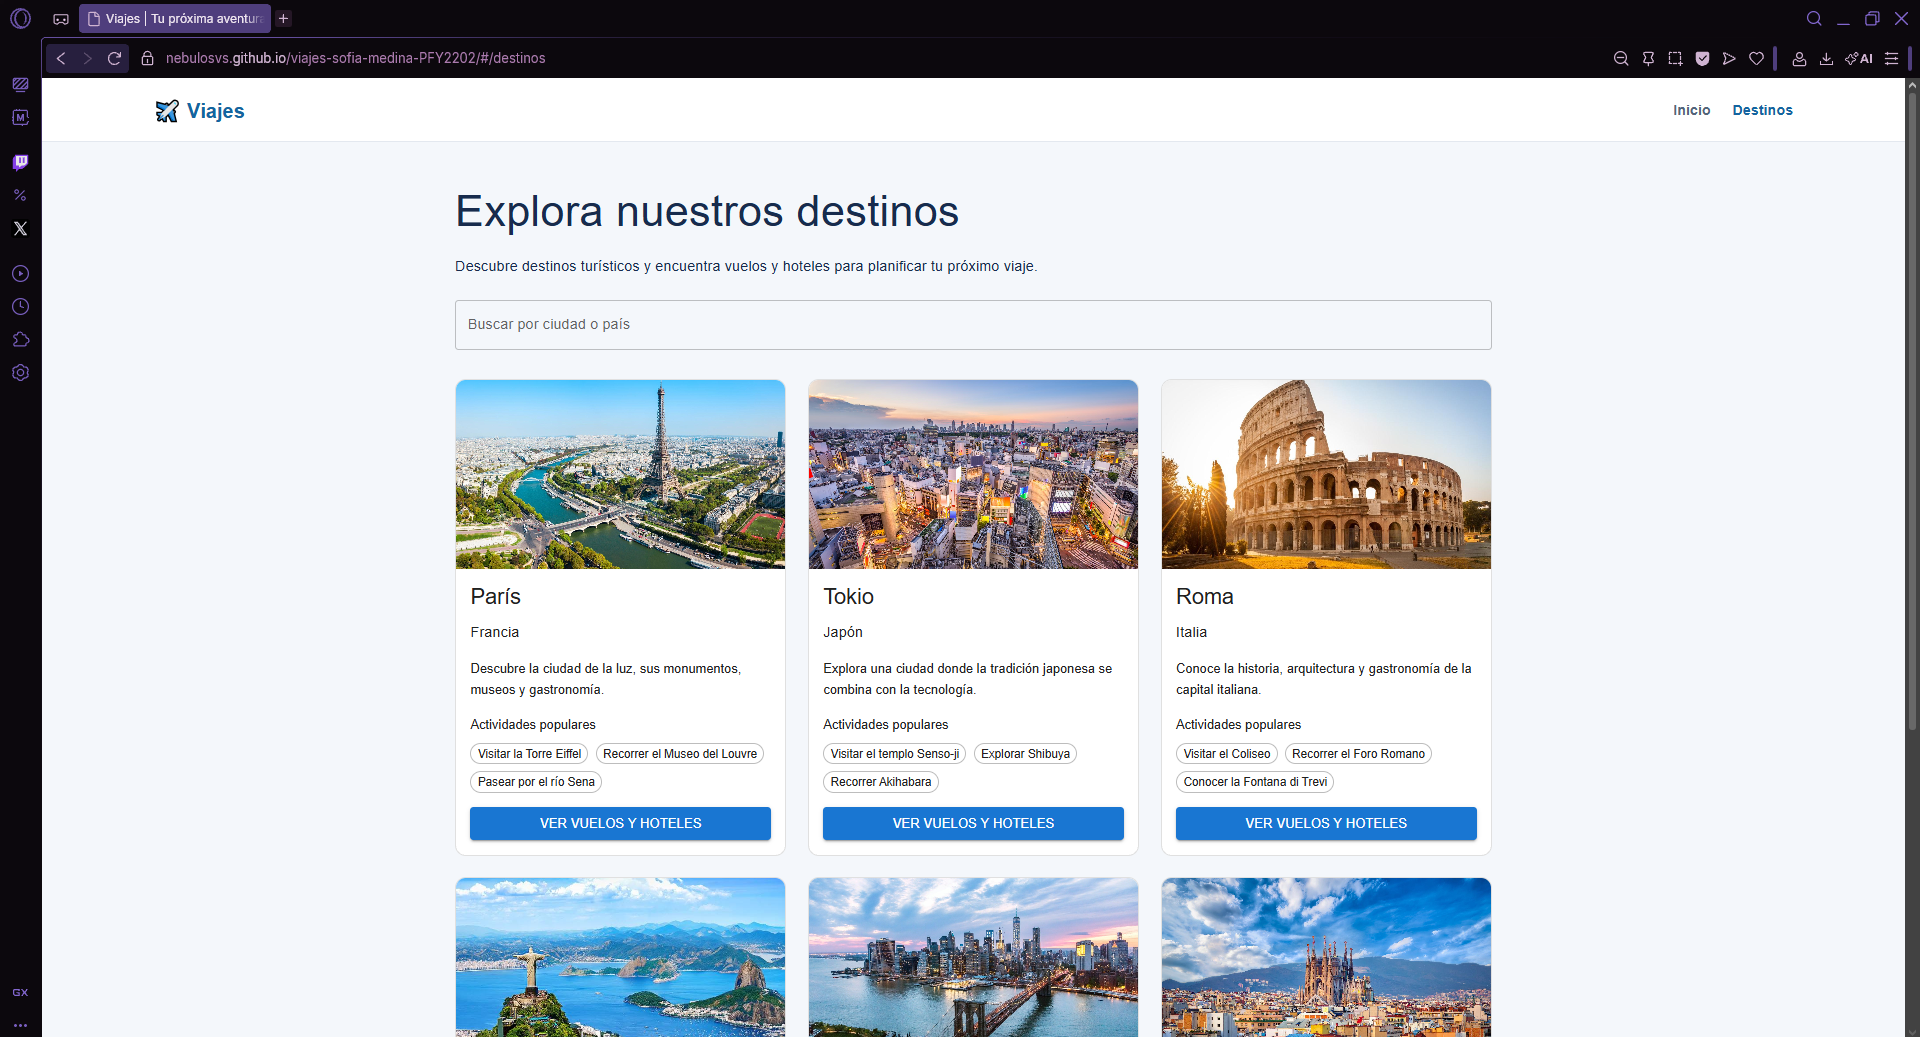 Viajes | Tu próxima aventura
nebulosvs.github.io/viajes-sofia-medina-PFY2202/#/destinos
AI
Viajes
Inicio
Destinos
Explora nuestros destinos
Descubre destinos turísticos y encuentra vuelos y hoteles para planificar tu próximo viaje.
Buscar por ciudad o país
París
Francia
Descubre la ciudad de la luz, sus monumentos,
museos y gastronomía.
Actividades populares
Visitar la Torre Eiffel
Recorrer el Museo del Louvre
Pasear por el río Sena
VER VUELOS Y HOTELES
Tokio
Japón
Explora una ciudad donde la tradición japonesa se
combina con la tecnología.
Actividades populares
Visitar el templo Senso-ji
Explorar Shibuya
Recorrer Akihabara
VER VUELOS Y HOTELES
Roma
Italia
Conoce la historia, arquitectura y gastronomía de la
capital italiana.
Actividades populares
Visitar el Coliseo
Recorrer el Foro Romano
Conocer la Fontana di Trevi
VER VUELOS Y HOTELES
GX